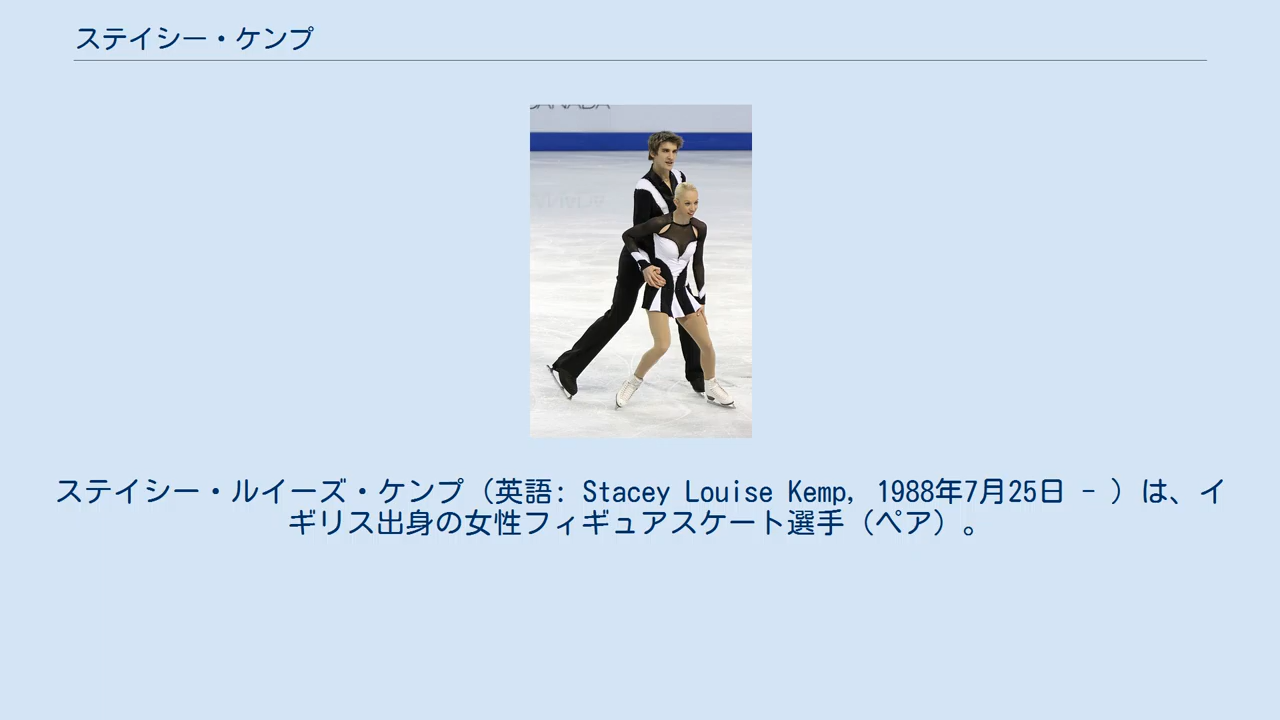 ステイシー・ケンプ
CANADA
ステイシー・ルイーズ・ケンプ（英語: Stacey Louise Kemp, 1988年7月25日 - ）は、イ
ギリス出身の女性フィギュアスケート選手（ペア）。